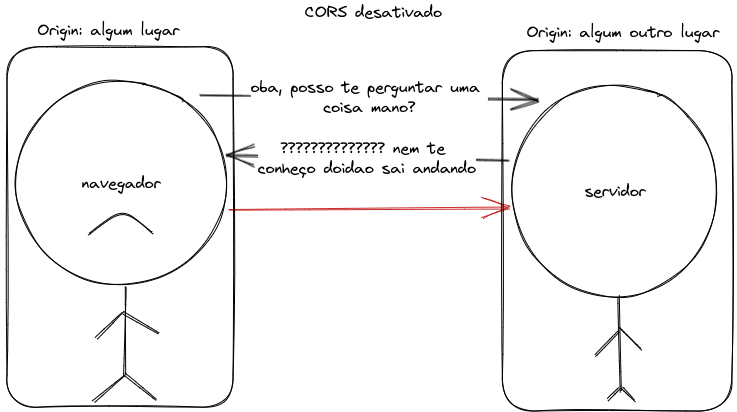 CORS desativado
Origin: algum lugar
Origin: algum outro lugar
oba, posso te perguntar uma
coisa mano?
?????????????? nem te
conheço doidao sai andando
navegador
servidor